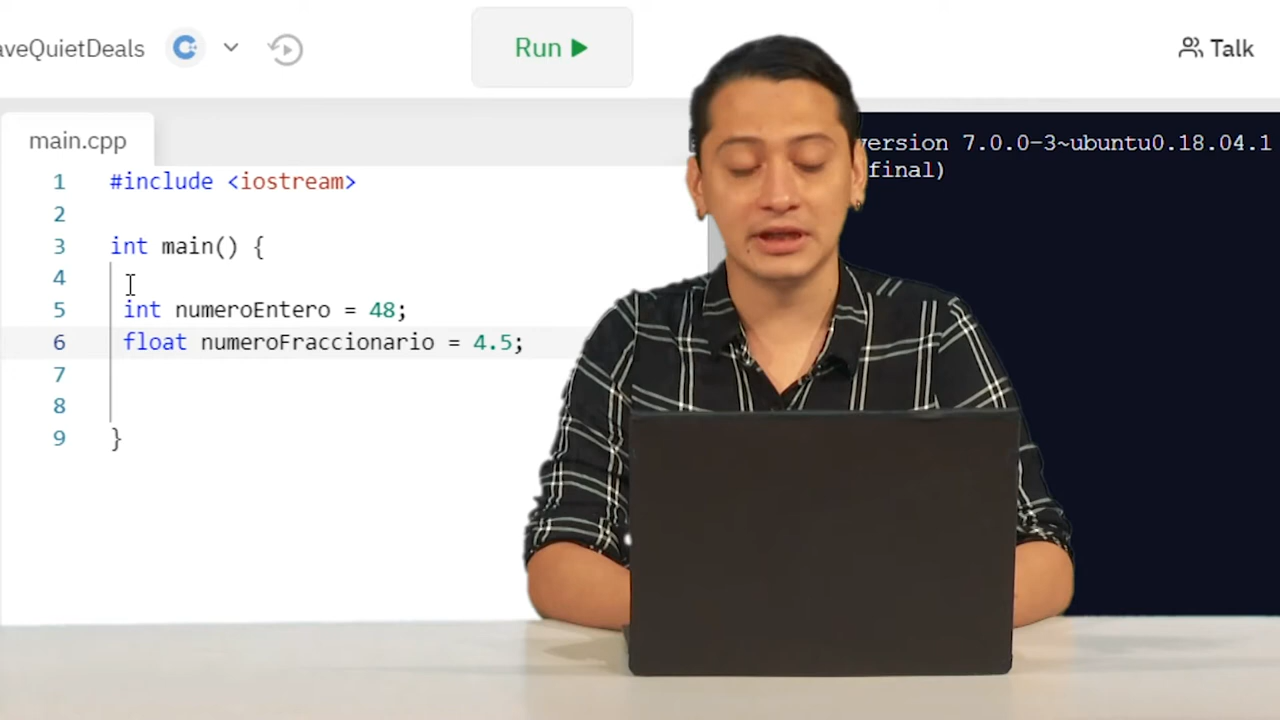 aveQuietDeals
Run
Talk
main.cpp
version 7.0.0-3~ubuntu0.18.04.1
final)
1 #include <iostream>
2
3 int main() {
4
5 int numeroEntero = 48;
6 float numeroFraccionario = 4.5;
7
8
9 }